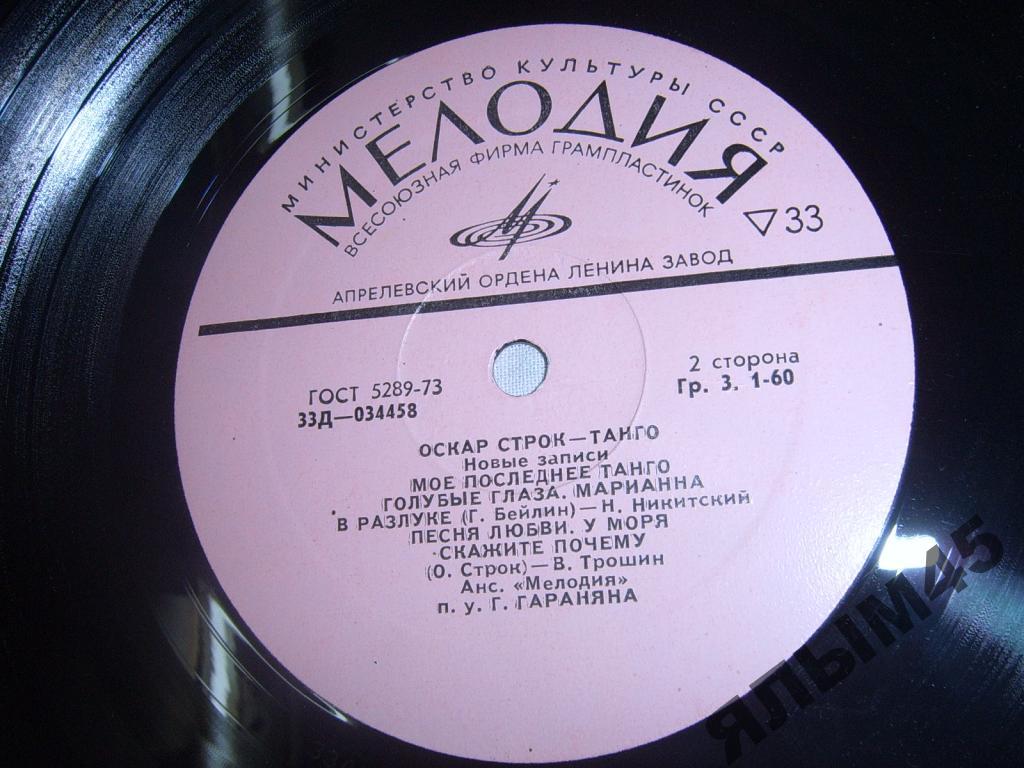 МИНИСТЕРСТВО КУЛЬТУРЫ СССР
МЕЛОДИЯ
ВСЕСОЮЗНАЯ ФИРМА ГРАМПЛАСТИНОК
33
АПРЕЛЕВСКИЙ ОРДЕНА ЛЕНИНА ЗАВОД
ГОСТ 5289-73
33Д—034458
2 сторона
Гр. 3. 1-60
ОСКАР СТРОК — ТАНГО
Новые записи
МОЕ ПОСЛЕДНЕЕ ТАНГО
ГОЛУБЫЕ ГЛАЗА. МАРИАННА
В РАЗЛУКЕ (Г. Бейлин) — Н. Никитский
ПЕСНЯ ЛЮБВИ. У МОРЯ
СКАЖИТЕ ПОЧЕМУ
(О. Строк) — В. Трошин
Анс. «Мелодия»
п. у. Г. ГАРАНЯНА
ЯЛЫМ45